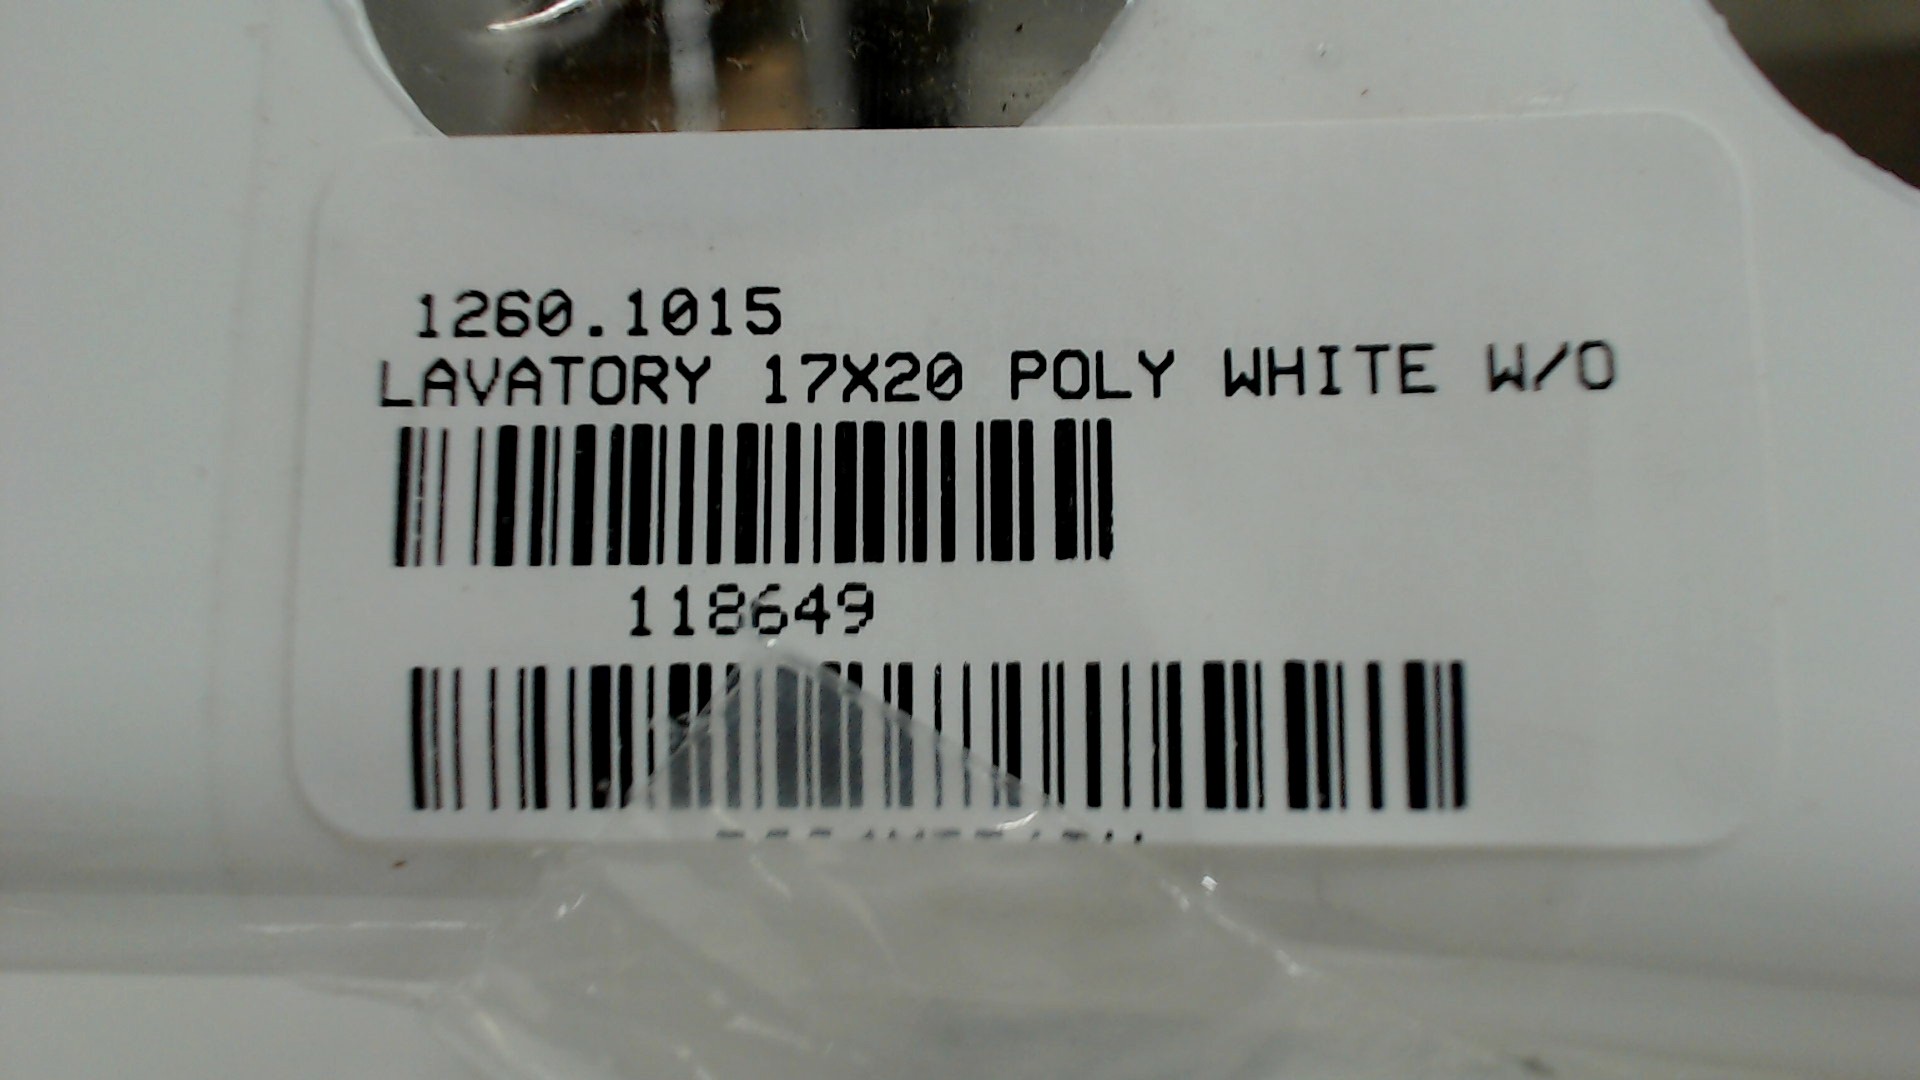 1260.1015
LAVATORY 17X20 POLY WHITE W/O
118649